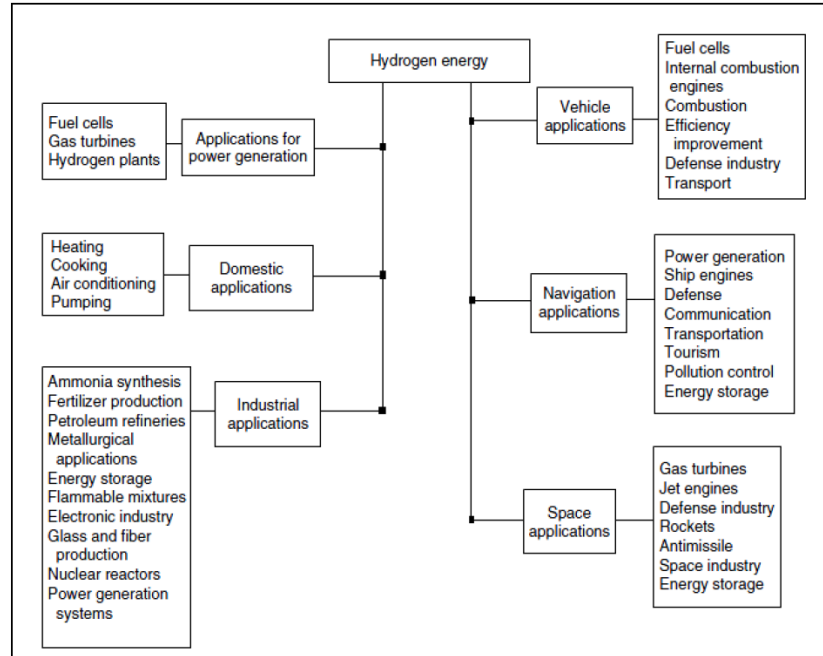 Hydrogen energy
Fuel cells
Gas turbines
Hydrogen plants
Applications for
power generation
Heating
Cooking
Air conditioning
Pumping
Domestic
applications
Ammonia synthesis
Fertilizer production
Petroleum refineries
Metallurgical
applications
Energy storage
Flammable mixtures
Electronic industry
Glass and fiber
production
Nuclear reactors
Power generation
systems
Industrial
applications
Vehicle
applications
Fuel cells
Internal combustion
engines
Combustion
Efficiency
improvement
Defense industry
Transport
Navigation
applications
Power generation
Ship engines
Defense
Communication
Transportation
Tourism
Pollution control
Energy storage
Space
applications
Gas turbines
Jet engines
Defense industry
Rockets
Antimissile
Space industry
Energy storage